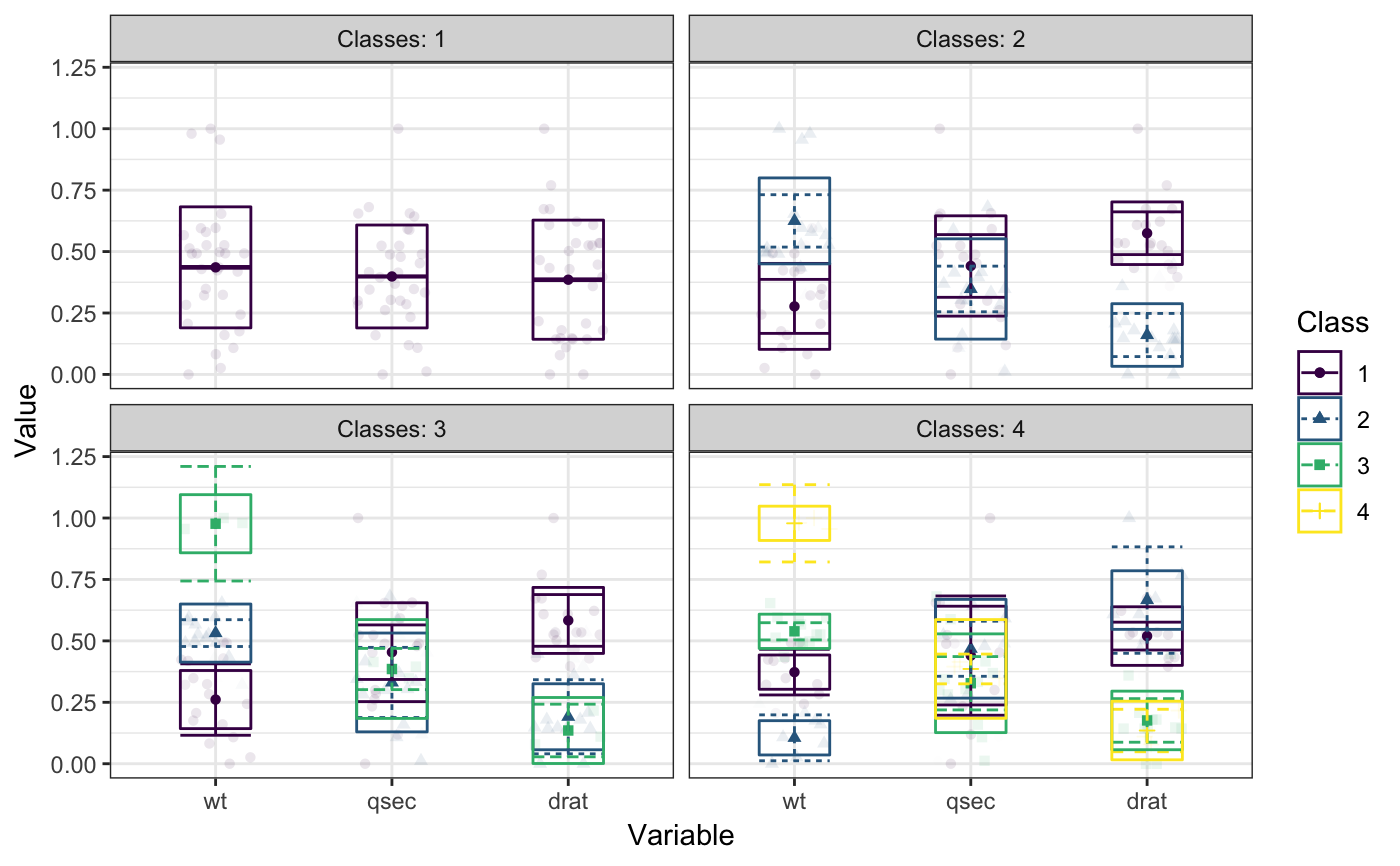 Classes: 1
Classes: 2
1.25
1.00
0.75
0.50
0.25
0.00
Classes: 3
Classes: 4
1.25
1.00
0.75
0.50
0.25
0.00
wt
qsec
drat
wt
qsec
drat
Variable
Value
Class
1
2
3
4